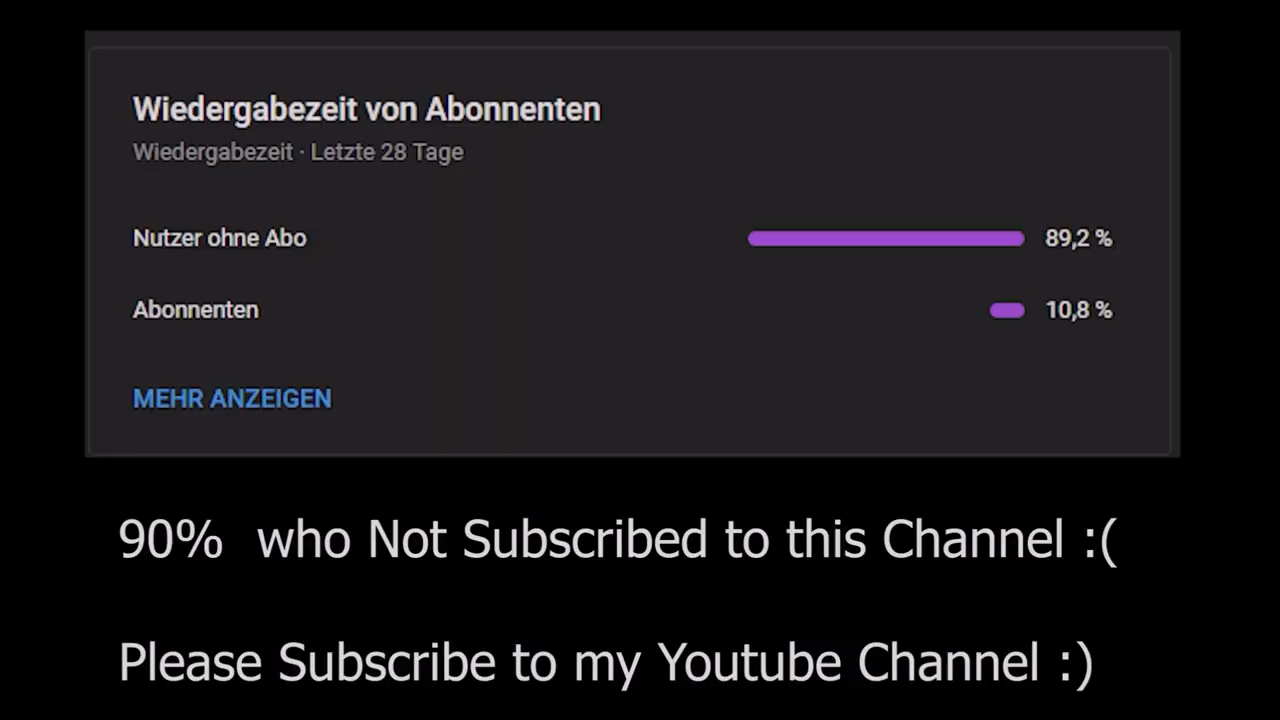 Wiedergabezeit von Abonnenten
Wiedergabezeit · Letzte 28 Tage
Nutzer ohne Abo 89,2 %
Abonnenten 10,8 %
MEHR ANZEIGEN
90% who Not Subscribed to this Channel :(
Please Subscribe to my Youtube Channel :)